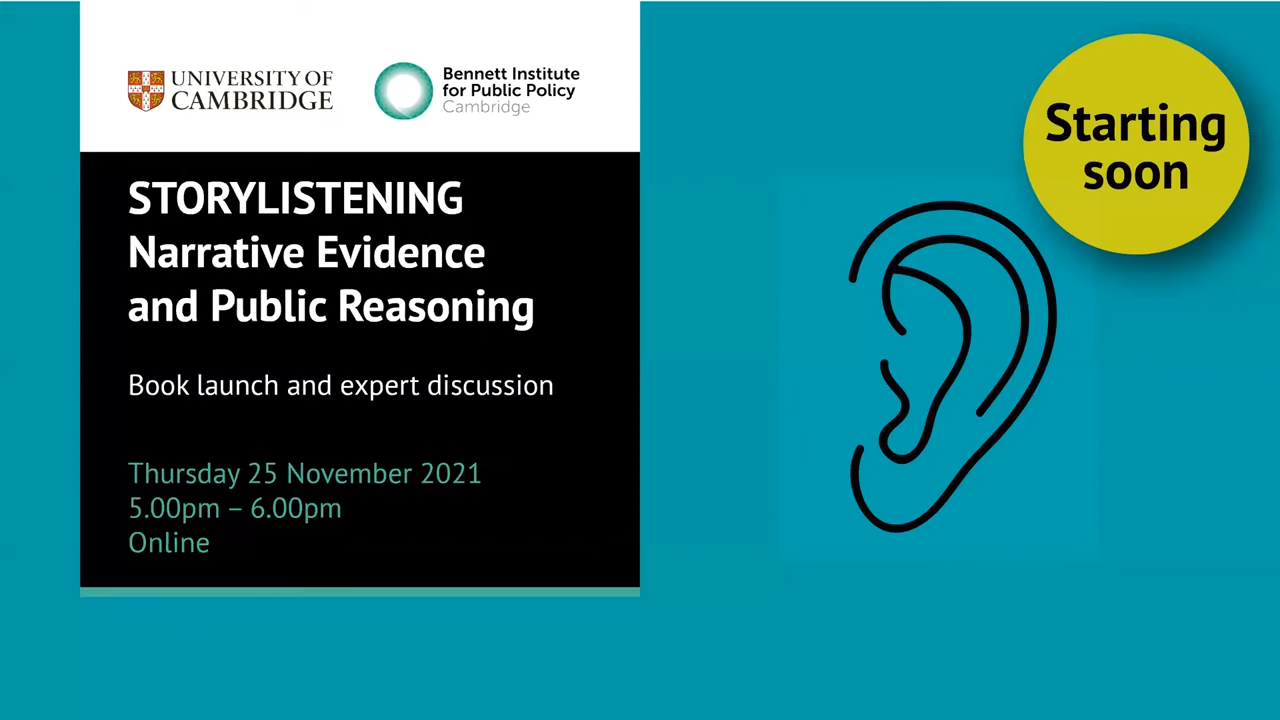 UNIVERSITY OF
CAMBRIDGE
Bennett Institute
for Public Policy
Cambridge
Starting
soon
STORYLISTENING
Narrative Evidence
and Public Reasoning
Book launch and expert discussion
Thursday 25 November 2021
5.00pm – 6.00pm
Online